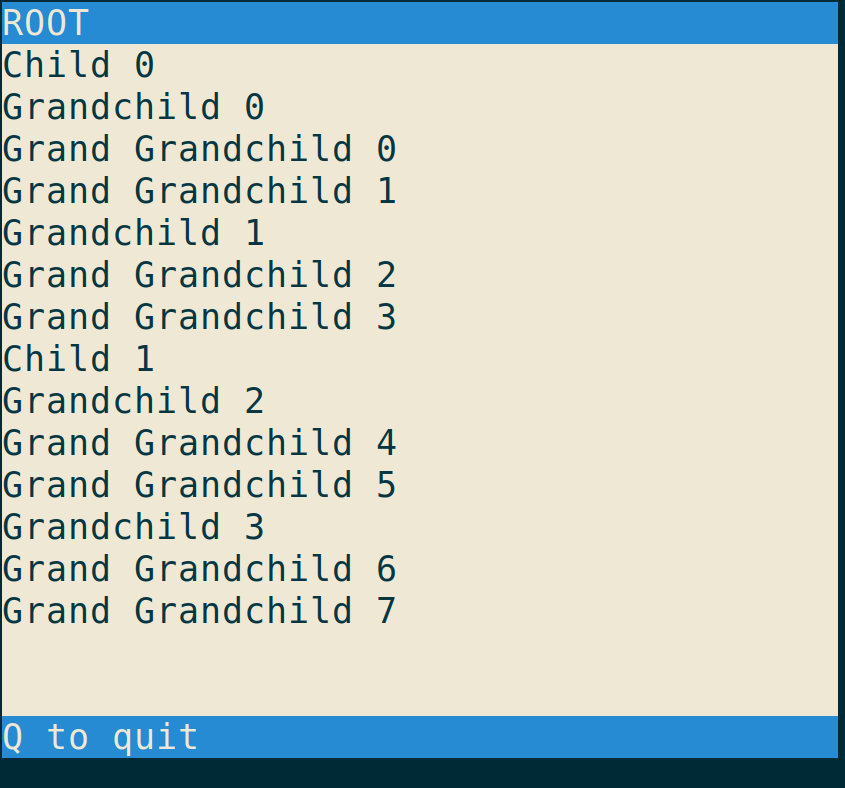 ROOT
Child 0
Grandchild 0
Grand Grandchild 0
Grand Grandchild 1
Grandchild 1
Grand Grandchild 2
Grand Grandchild 3
Child 1
Grandchild 2
Grand Grandchild 4
Grand Grandchild 5
Grandchild 3
Grand Grandchild 6
Grand Grandchild 7
Q to quit